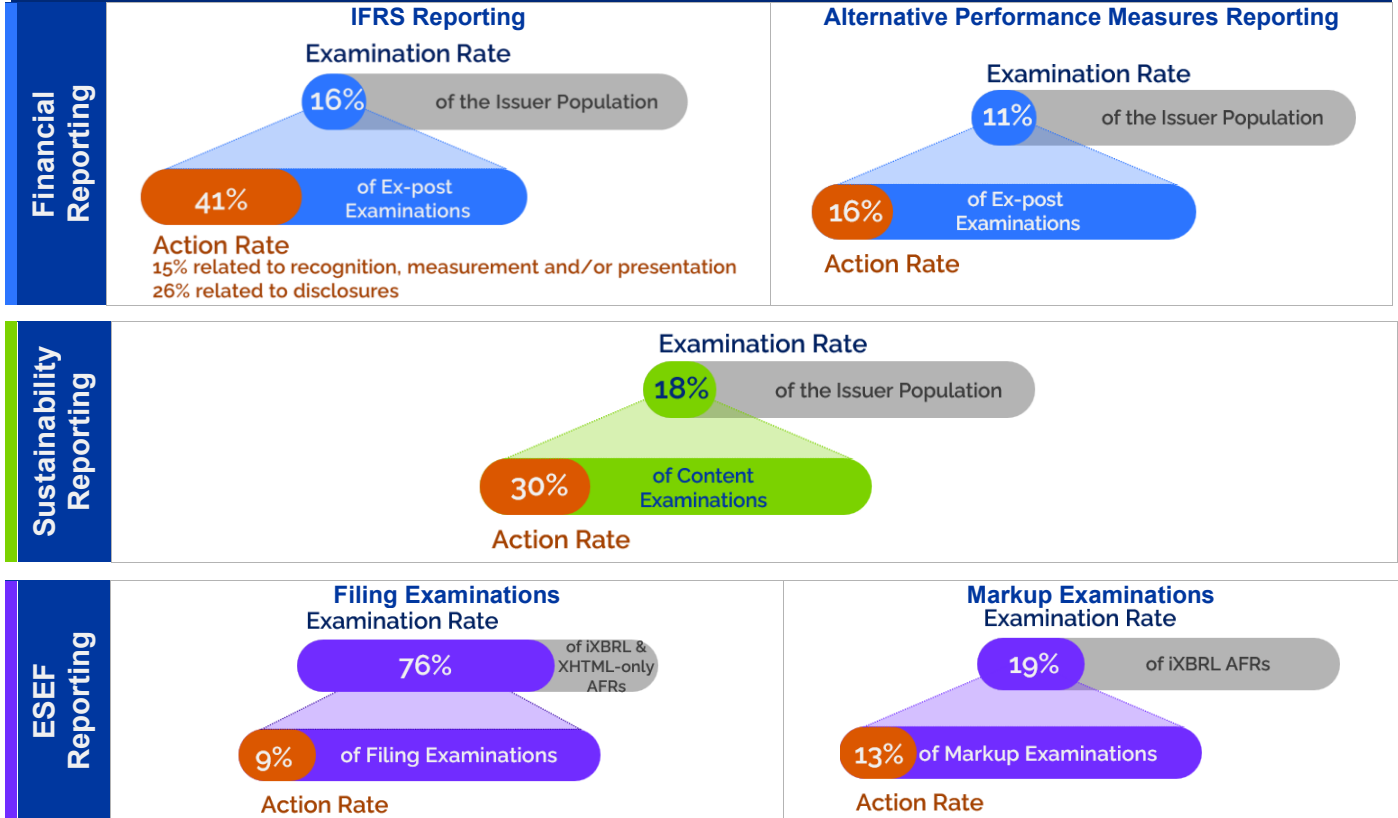 Financial
Reporting
IFRS Reporting
Examination Rate
16%
of the Issuer Population
41%
of Ex-post
Examinations
Action Rate
15% related to recognition, measurement and/or presentation
26% related to disclosures
Alternative Performance Measures Reporting
Examination Rate
11%
of the Issuer Population
16%
of Ex-post
Examinations
Action Rate
Sustainability
Reporting
Examination Rate
18%
of the Issuer Population
30%
of Content
Examinations
Action Rate
ESEF
Reporting
Filing Examinations
Examination Rate
76%
of iXBRL &
XHTML-only
AFRs
9%
of Filing Examinations
Action Rate
Markup Examinations
Examination Rate
19%
of iXBRL AFRs
13%
of Markup Examinations
Action Rate